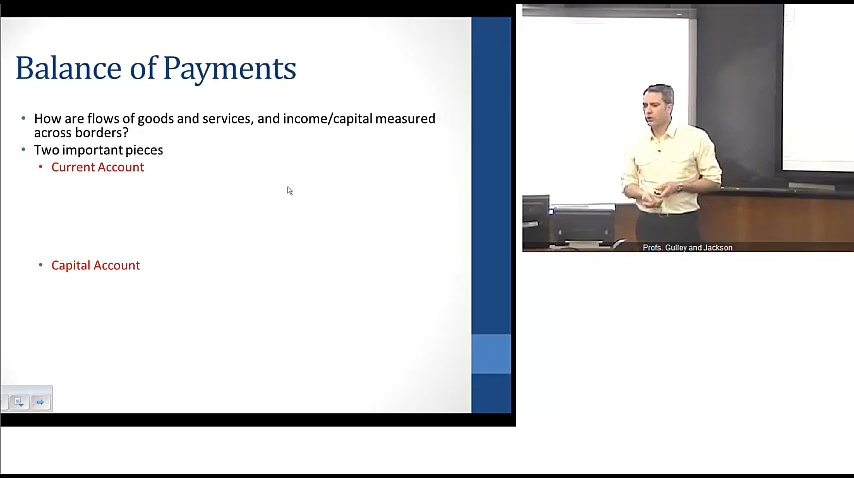 Balance of Payments
• How are flows of goods and services, and income/capital measured
across borders?
• Two important pieces
• Current Account
• Capital Account
Profs. Gulley and Jackson